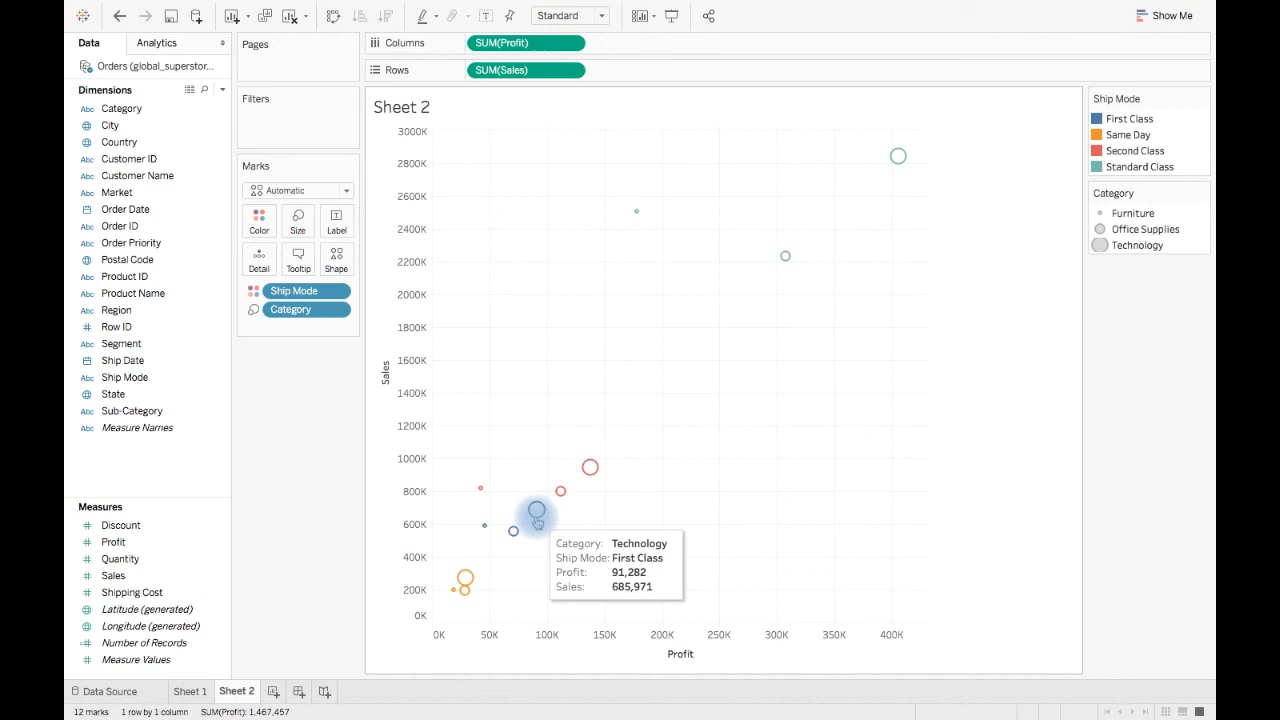 Standard
Show Me
Data
Analytics
Pages
Columns
SUM(Profit)
Orders (global_superstor...
Rows
SUM(Sales)
Dimensions
Category
City
Country
Customer ID
Customer Name
Market
Order Date
Order ID
Order Priority
Postal Code
Product ID
Product Name
Region
Row ID
Segment
Ship Date
Ship Mode
State
Sub-Category
Measure Names
Measures
Discount
Profit
Quantity
Sales
Shipping Cost
Latitude (generated)
Longitude (generated)
Number of Records
Measure Values
Filters
Marks
Automatic
Color
Size
Label
Detail
Tooltip
Shape
Ship Mode
Category
Sheet 2
3000K
2800K
2600K
2400K
2200K
2000K
1800K
1600K
1400K
1200K
1000K
800K
600K
400K
200K
0K
Sales
0K
50K
100K
150K
200K
250K
300K
350K
400K
Profit
Category: Technology
Ship Mode: First Class
Profit: 91,282
Sales: 685,971
Ship Mode
First Class
Same Day
Second Class
Standard Class
Category
Furniture
Office Supplies
Technology
Data Source
Sheet 1
Sheet 2
12 marks
1 row by 1 column
SUM(Profit): 1,467,457